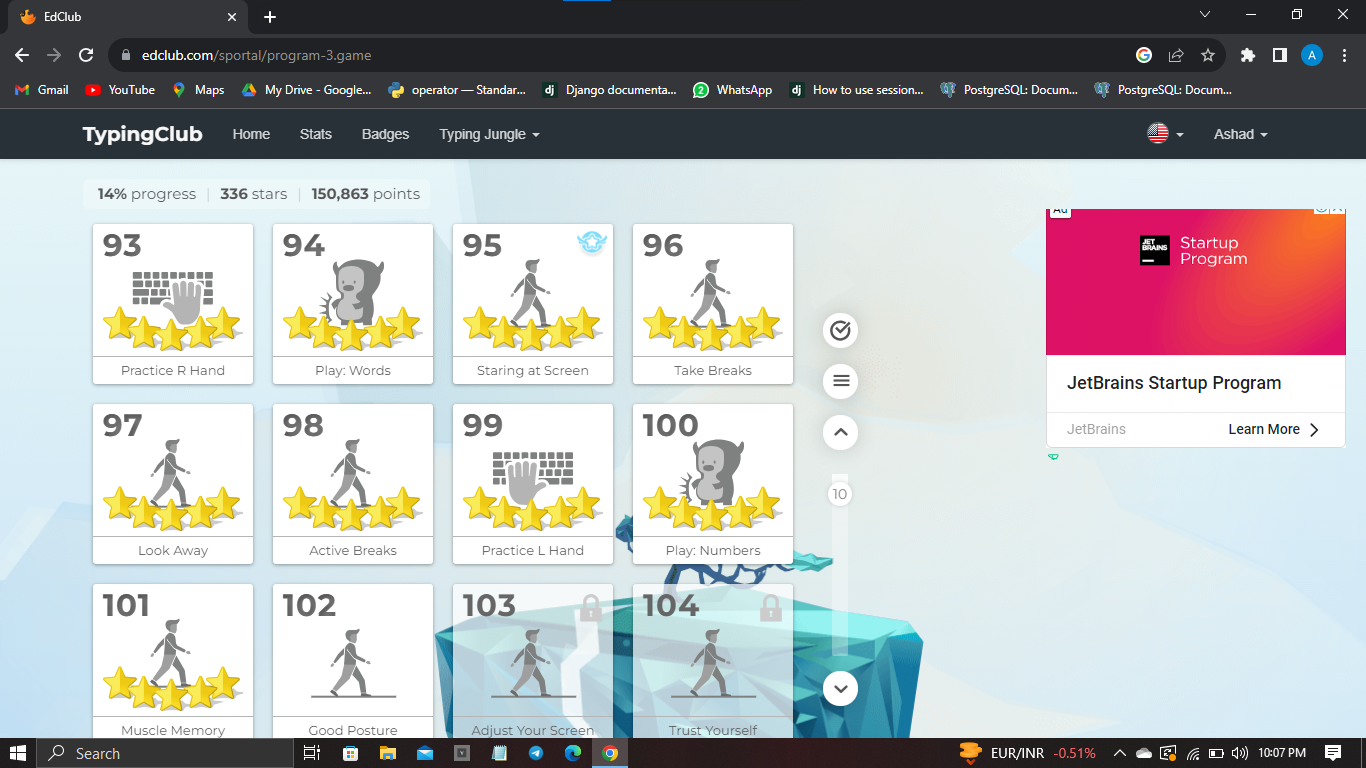 EdClub
edclub.com/sportal/program-3.game
A
Gmail YouTube Maps My Drive - Google... operator — Standar... dj Django documenta... 2 WhatsApp dj How to use session... PostgreSQL: Docum... PostgreSQL: Docum...
TypingClub Home Stats Badges Typing Jungle Ashad
14% progress | 336 stars | 150,863 points
93 94 95 96
Practice R Hand Play: Words Staring at Screen Take Breaks
97 98 99 100
Look Away Active Breaks Practice L Hand Play: Numbers
101 102 103 104
Muscle Memory Good Posture Adjust Your Screen Trust Yourself
10
Ad
JET
BRAINS
Startup
Program
JetBrains Startup Program
JetBrains Learn More
Search EUR/INR -0.51% 10:07 PM